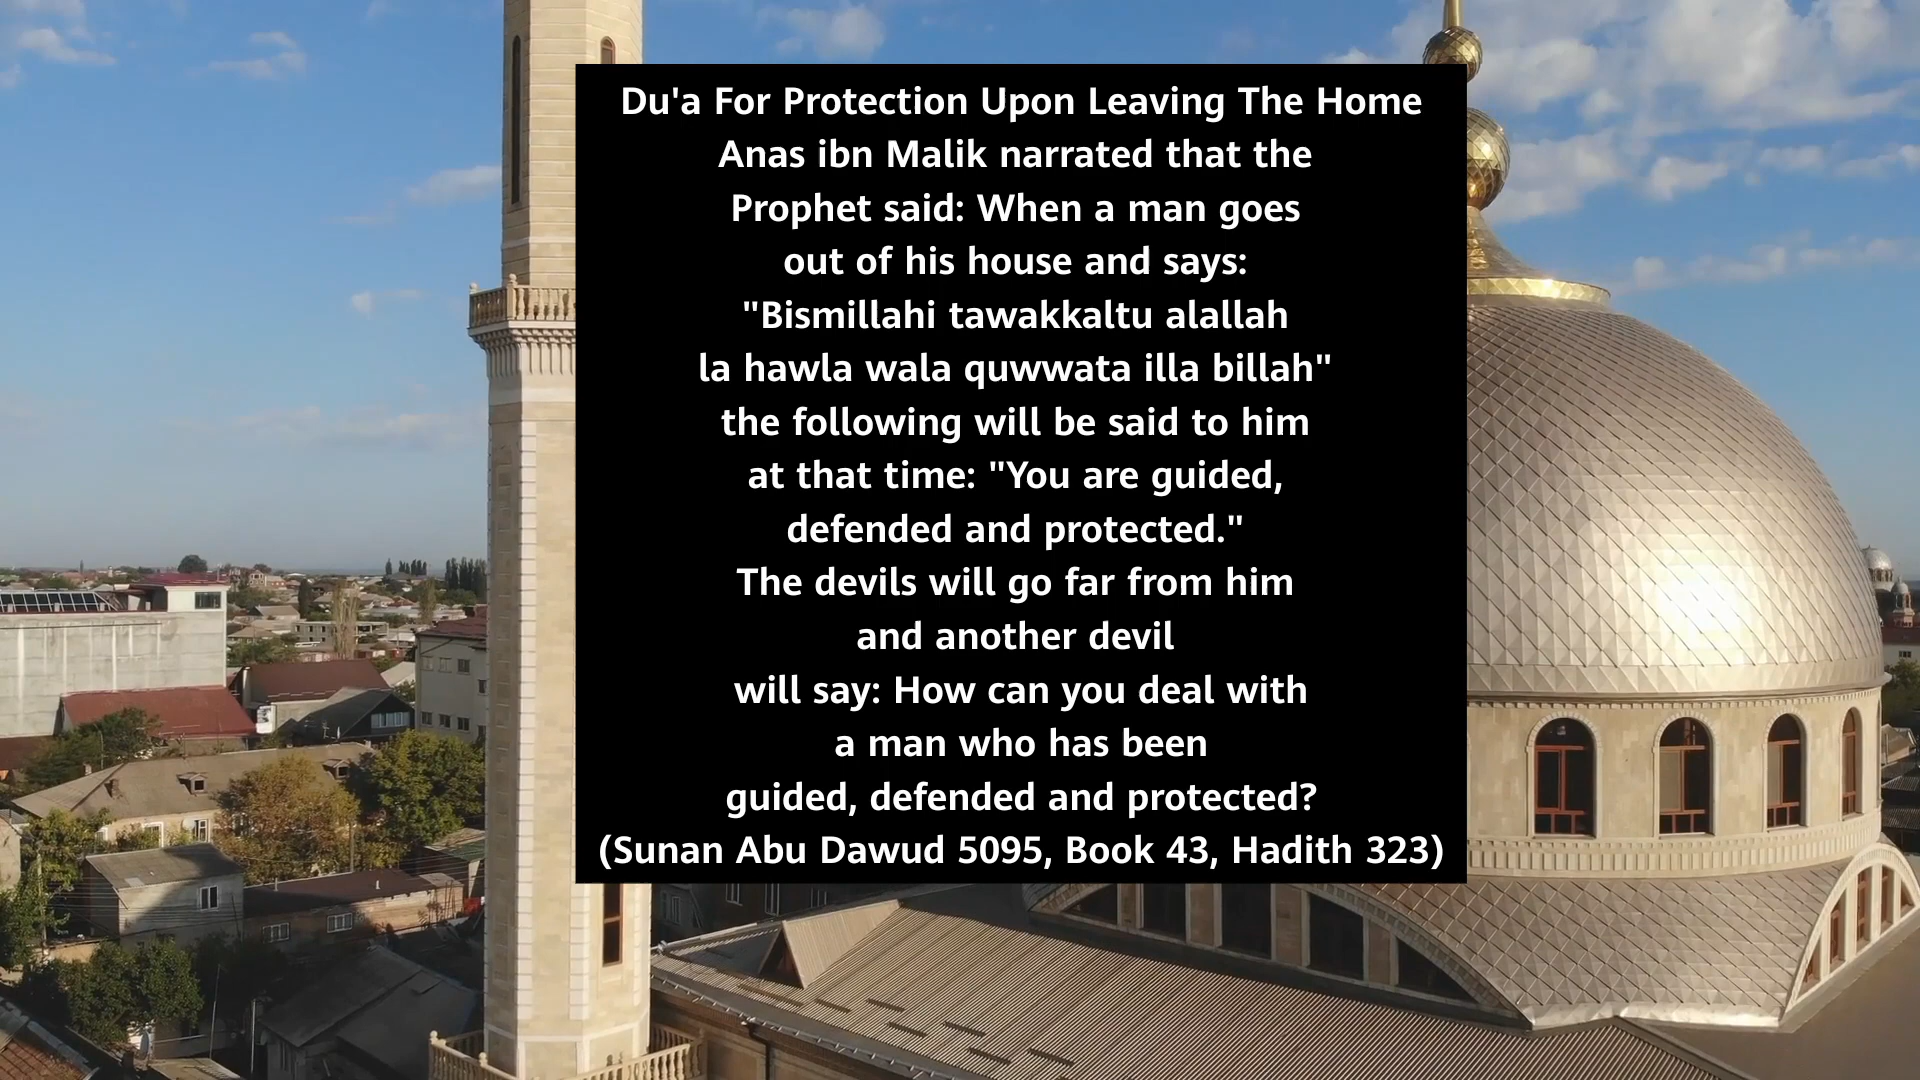 Du'a For Protection Upon Leaving The Home
Anas ibn Malik narrated that the
Prophet said: When a man goes
out of his house and says:
"Bismillahi tawakkaltu alallah
la hawla wala quwwata illa billah"
the following will be said to him
at that time: "You are guided,
defended and protected."
The devils will go far from him
and another devil
will say: How can you deal with
a man who has been
guided, defended and protected?
(Sunan Abu Dawud 5095, Book 43, Hadith 323)